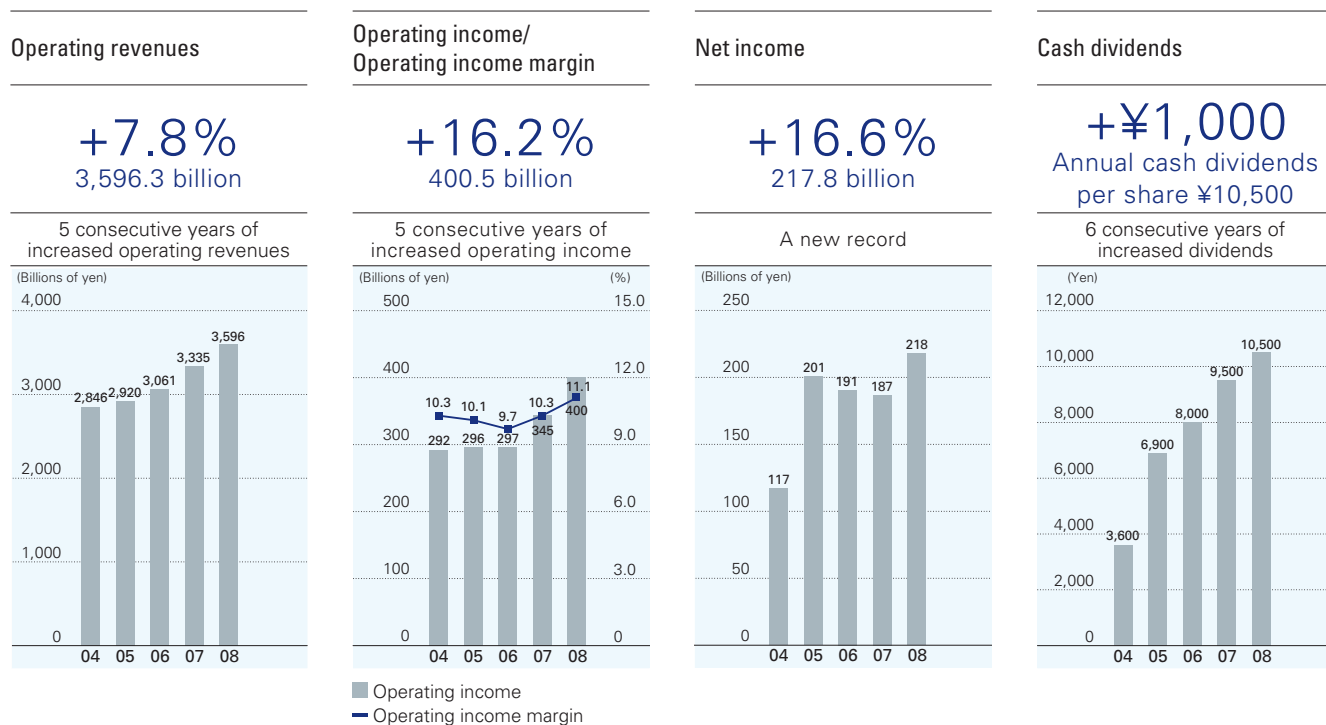 Operating revenues
+7.8%
3,596.3 billion
5 consecutive years of
increased operating revenues
(Billions of yen)
4,000
3,000
2,000
1,000
0
2,846
2,920
3,061
3,335
3,596
04 05 06 07 08
Operating income/
Operating income margin
+16.2%
400.5 billion
5 consecutive years of
increased operating income
(Billions of yen) (%)
500 15.0
400 12.0
300 9.0
200 6.0
100 3.0
0 0
10.3 10.1 9.7 10.3 11.1
292 296 297 345 400
04 05 06 07 08
Operating income
Operating income margin
Net income
+16.6%
217.8 billion
A new record
(Billions of yen)
250
200
150
100
50
0
117 201 191 187 218
04 05 06 07 08
Cash dividends
+¥1,000
Annual cash dividends
per share ¥10,500
6 consecutive years of
increased dividends
(Yen)
12,000
10,000
8,000
6,000
4,000
2,000
0
3,600 6,900 8,000 9,500 10,500
04 05 06 07 08